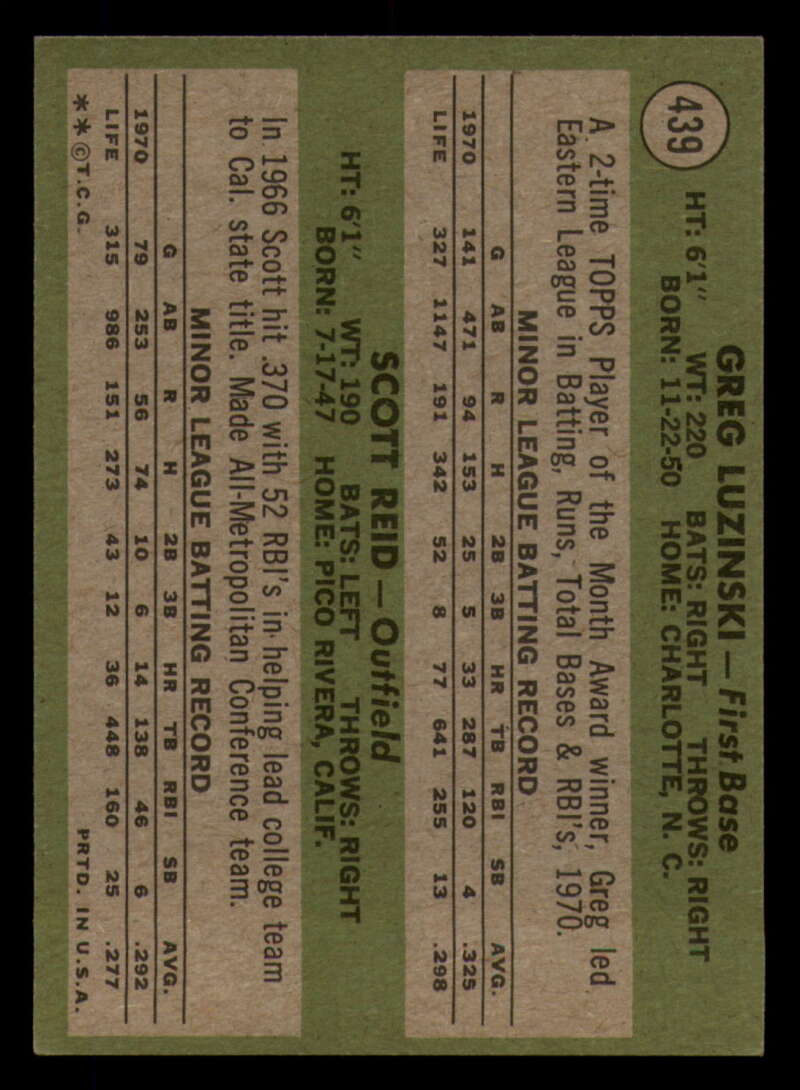 439
GREG LUZINSKI — First Base
HT: 6'1" WT: 220 BATS: RIGHT THROWS: RIGHT
BORN: 11-22-50 HOME: CHARLOTTE, N. C.
A 2-time TOPPS Player of the Month Award winner, Greg led
Eastern League in Batting, Runs, Total Bases & RBI's, 1970.
MINOR LEAGUE BATTING RECORD
G AB R H 2B 3B HR TB RBI SB AVG.
1970 141 471 94 153 25 5 33 287 120 4 .325
LIFE 327 1147 191 342 52 8 77 641 255 13 .298
SCOTT REID — Outfield
HT: 6'1" WT: 190 BATS: LEFT THROWS: RIGHT
BORN: 7-17-47 HOME: PICO RIVERA, CALIF.
In 1966 Scott hit .370 with 52 RBI's in helping lead college team
to Cal. state title. Made All-Metropolitan Conference team.
MINOR LEAGUE BATTING RECORD
G AB R H 2B 3B HR TB RBI SB AVG.
1970 79 253 56 74 10 6 14 138 46 6 .292
LIFE 315 986 151 273 43 12 36 448 160 25 .277
**©T.C.G. PRTD. IN U.S.A.